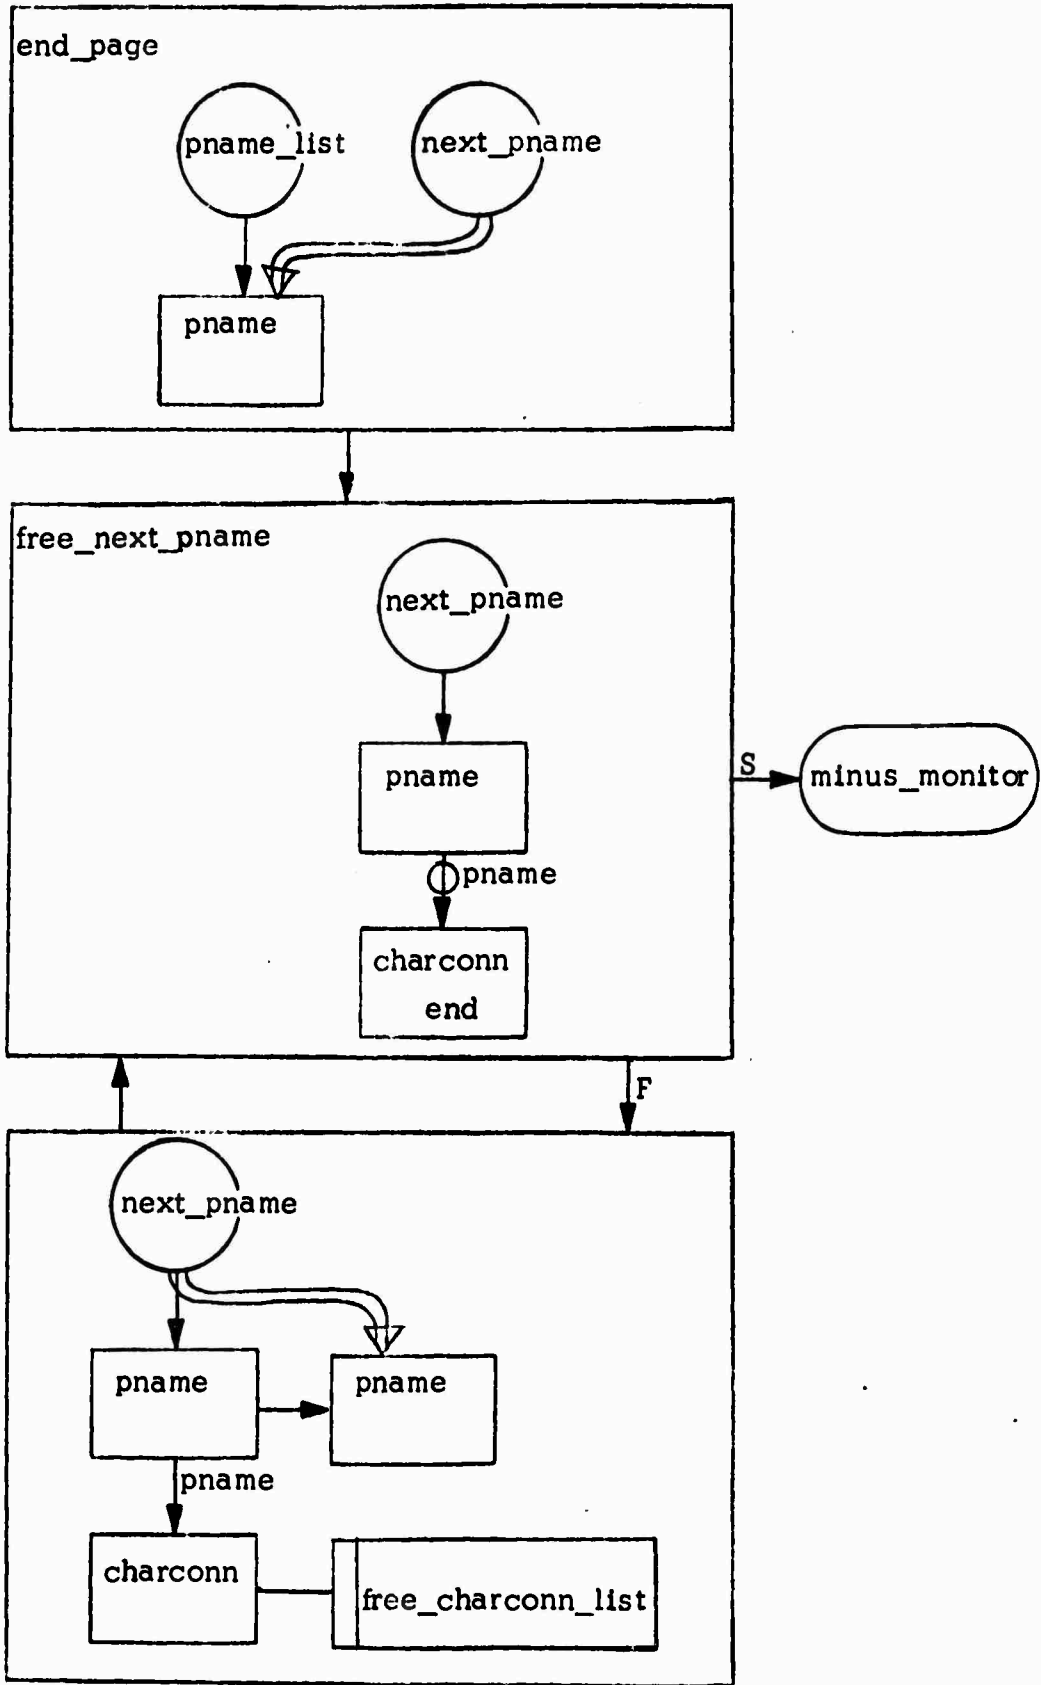 end_page
pname_list
next_pname
pname
free_next_pname
next_pname
pname
S
minus_monitor
pname
charconn
end
F
next_pname
pname
pname
pname
charconn
free_charconn_list